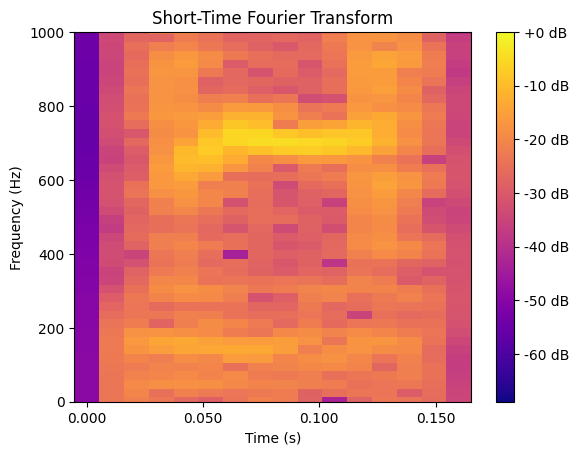 Short-Time Fourier Transform
1000
800
600
400
200
0
Frequency (Hz)
0.000
0.050
0.100
0.150
Time (s)
+0 dB
-10 dB
-20 dB
-30 dB
-40 dB
-50 dB
-60 dB